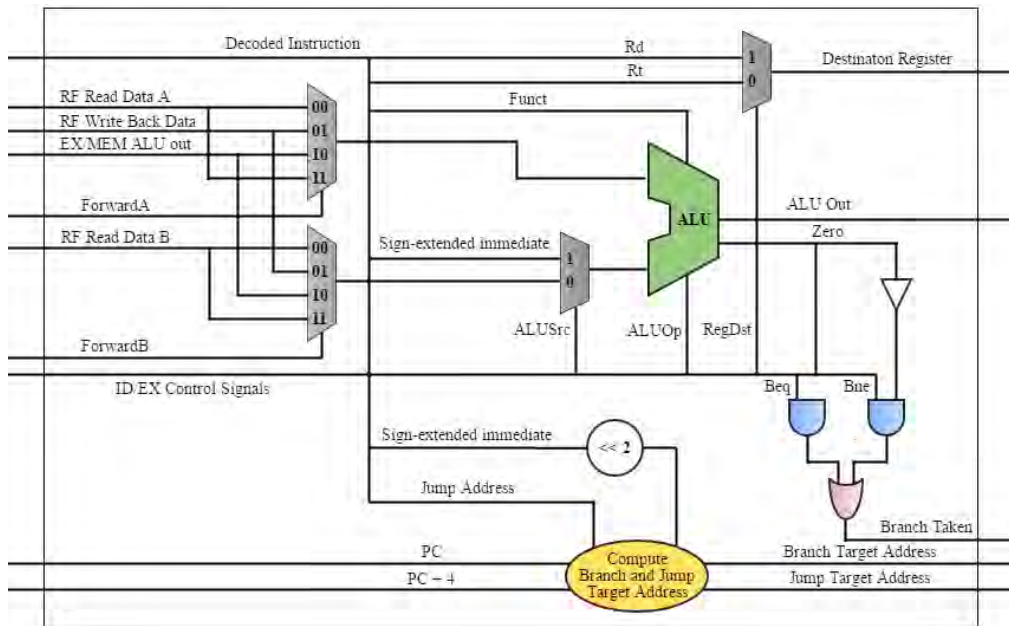 Decoded Instruction
Rd
Rt
1
0
Destinaton Register
RF Read Data A
RF Write Back Data
EX/MEM ALU out
00
01
10
11
Funct
ForwardA
RF Read Data B
00
01
10
11
Sign-extended immediate
1
0
ALU
ALU Out
Zero
ForwardB
ALUSrc
ALUOp
RegDst
ID/EX Control Signals
Beq
Bne
Sign-extended immediate
<< 2
Jump Address
Branch Taken
PC
PC + 4
Compute
Branch and Jump
Target Address
Branch Target Address
Jump Target Address